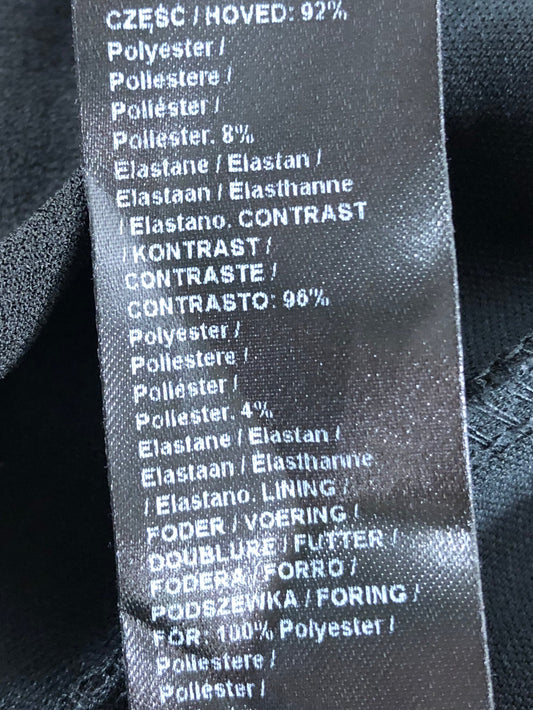 CZĘŚĆ / HOVED: 92%
Polyester /
Poliestere /
Poliéster /
Poliester. 8%
Elastane / Elastan /
Elastaan / Elasthanne
/ Elastano. CONTRAST
/ KONTRAST /
CONTRASTE /
CONTRASTO: 96%
Polyester /
Poliestere /
Poliéster /
Poliester. 4%
Elastane / Elastan /
Elastaan / Elasthanne
/ Elastano. LINING /
FODER / VOERING /
DOUBLURE / FUTTER /
FODERA / FORRO /
PODSZEWKA / FORING /
FÓR: 100% Polyester /
Poliestere /
Poliéster /